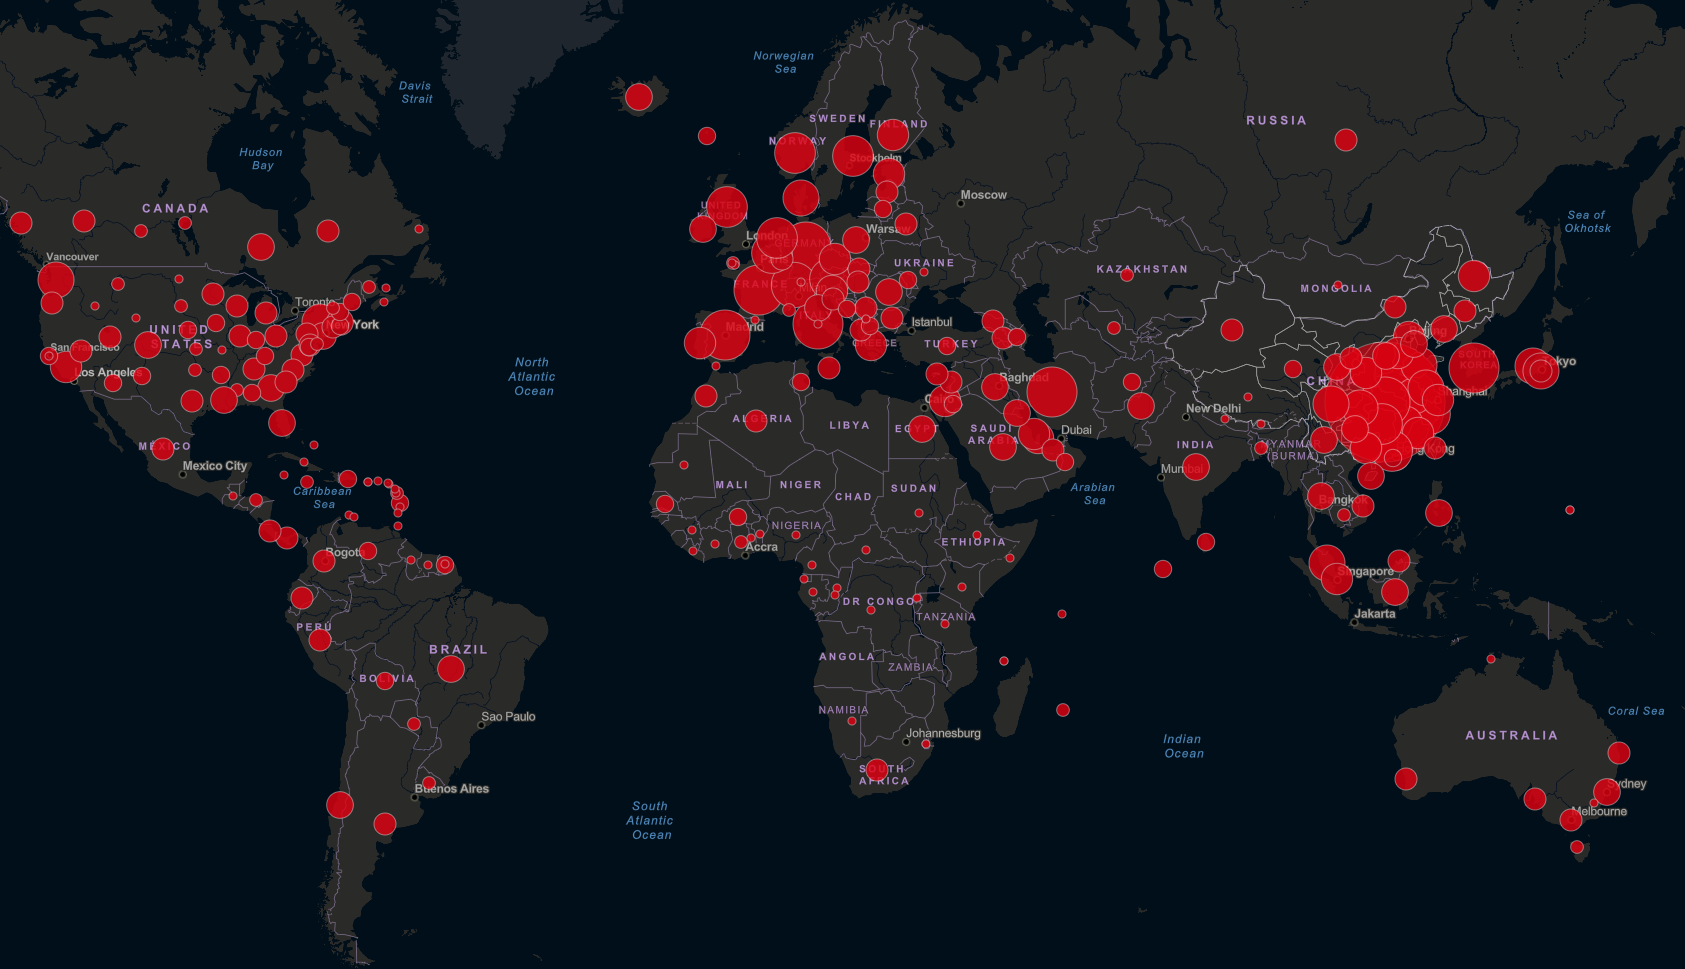 Norwegian
Sea
Davis
Strait
SWEDEN
FINLAND
RUSSIA
NORWAY
Stockholm
Hudson
Bay
Moscow
CANADA
UNITED
KINGDOM
Sea of
Okhotsk
London
Warsaw
GERMANY
Vancouver
Paris
UKRAINE
KAZAKHSTAN
FRANCE
MONGOLIA
Toronto
New York
UNITED
STATES
ITALY
Madrid
Istanbul
Beijing
San Francisco
GREECE
TURKEY
SOUTH
KOREA
Tokyo
North
Atlantic
Ocean
Los Angeles
Baghdad
CHINA
Shanghai
Cairo
New Delhi
ALGERIA
LIBYA
EGYPT
SAUDI
ARABIA
Dubai
MÉXICO
INDIA
MYANMAR
(BURMA)
Hong Kong
Mexico City
Mumbai
Caribbean
Sea
MALI
NIGER
CHAD
SUDAN
Arabian
Sea
Bangkok
NIGERIA
ETHIOPIA
Bogotá
Accra
Singapore
DR CONGO
Jakarta
PERU
TANZANIA
BRAZIL
ANGOLA
ZAMBIA
BOLIVIA
NAMIBIA
Sao Paulo
Coral Sea
Johannesburg
AUSTRALIA
Indian
Ocean
SOUTH
AFRICA
Buenos Aires
Sydney
South
Atlantic
Ocean
Melbourne